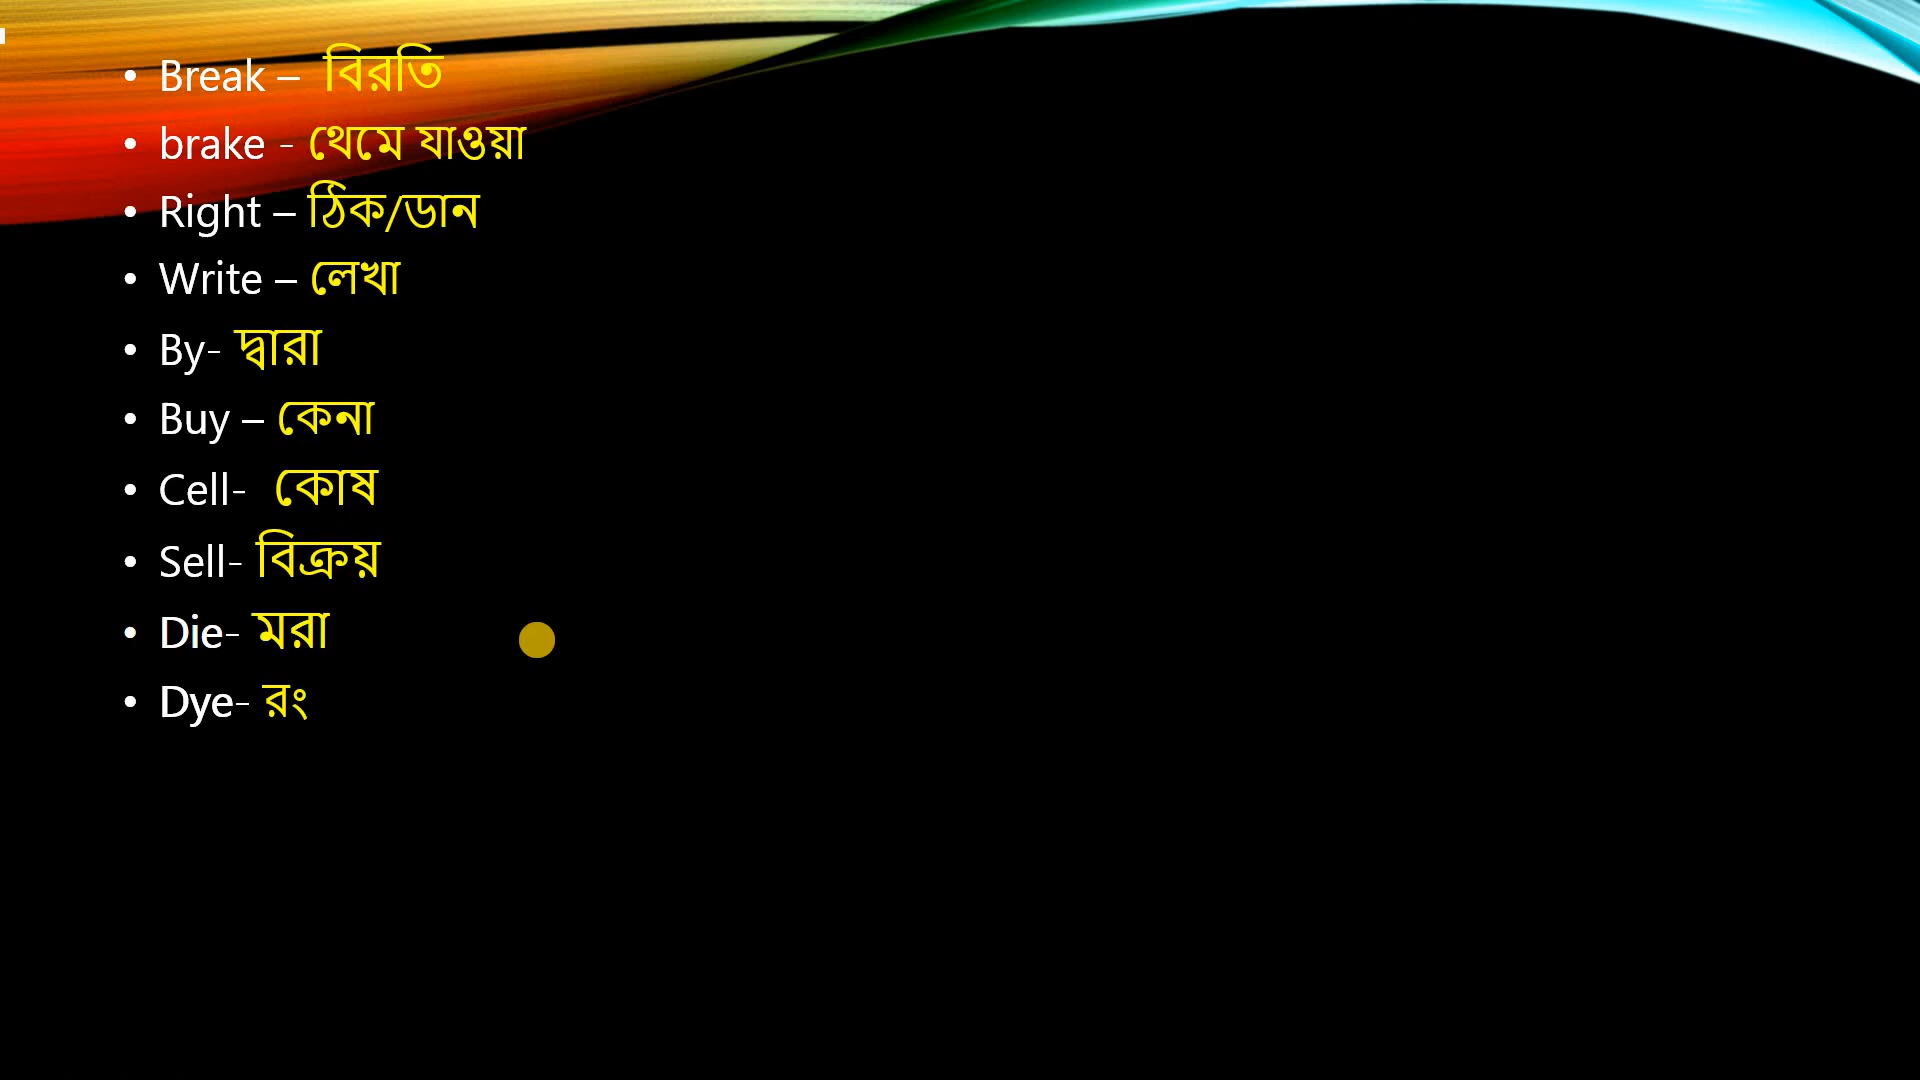 • Break – বিরতি
• brake - থেমে যাওয়া
• Right – ঠিক/ডান
• Write – লেখা
• By- দ্বারা
• Buy – কেনা
• Cell- কোষ
• Sell- বিক্রয়
• Die- মরা
• Dye- রং